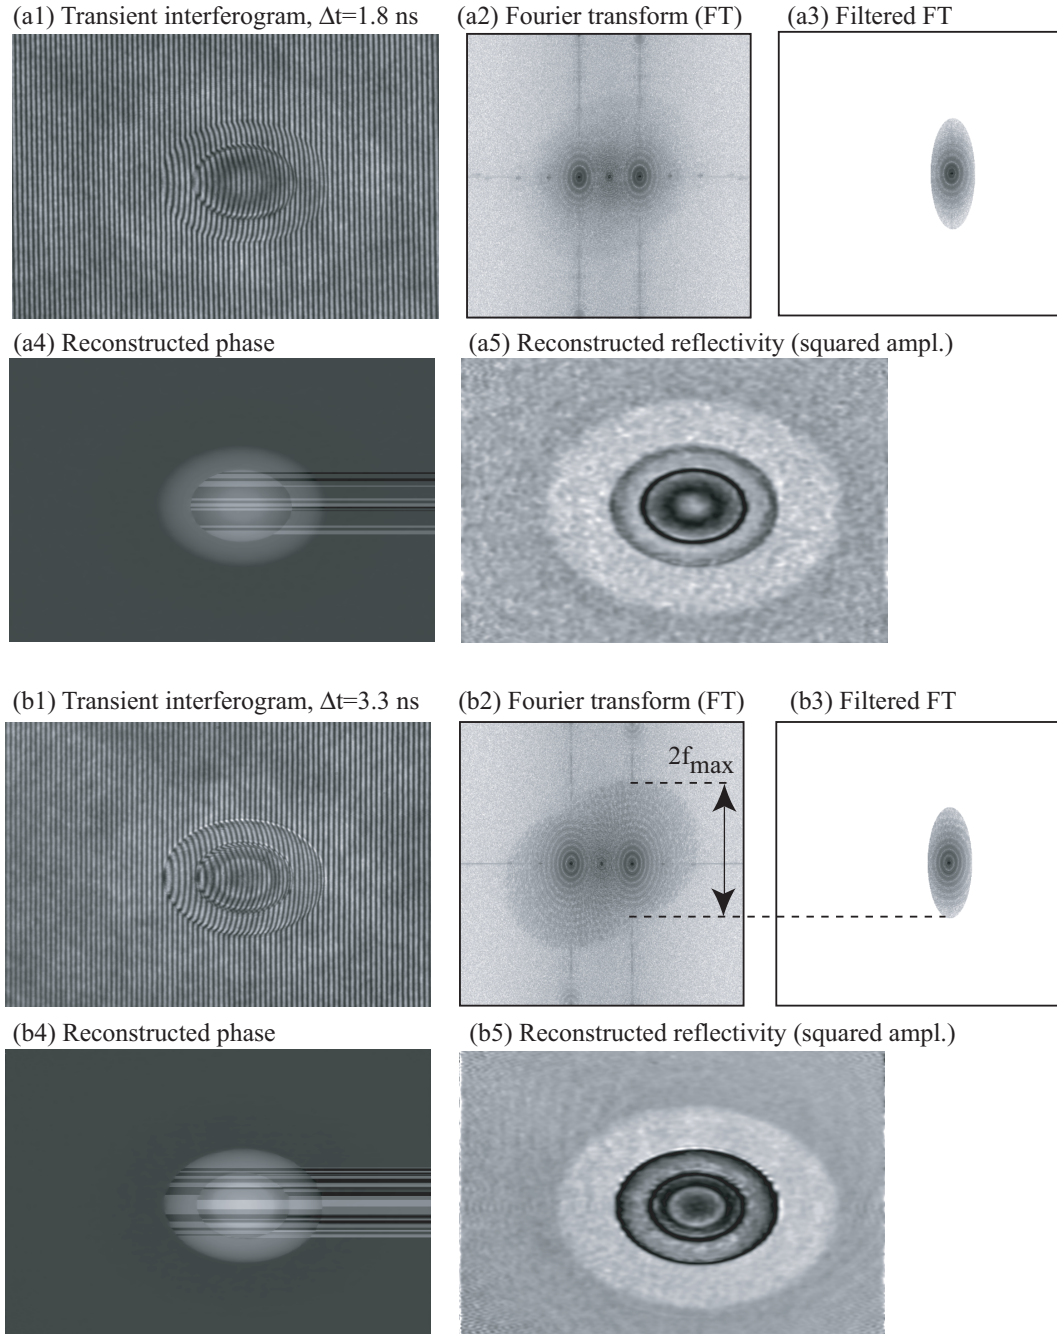 (a1) Transient interferogram, Δt=1.8 ns
(a2) Fourier transform (FT)
(a3) Filtered FT
(a4) Reconstructed phase
(a5) Reconstructed reflectivity (squared ampl.)
(b1) Transient interferogram, Δt=3.3 ns
(b2) Fourier transform (FT)
(b3) Filtered FT
2fmax
(b4) Reconstructed phase
(b5) Reconstructed reflectivity (squared ampl.)